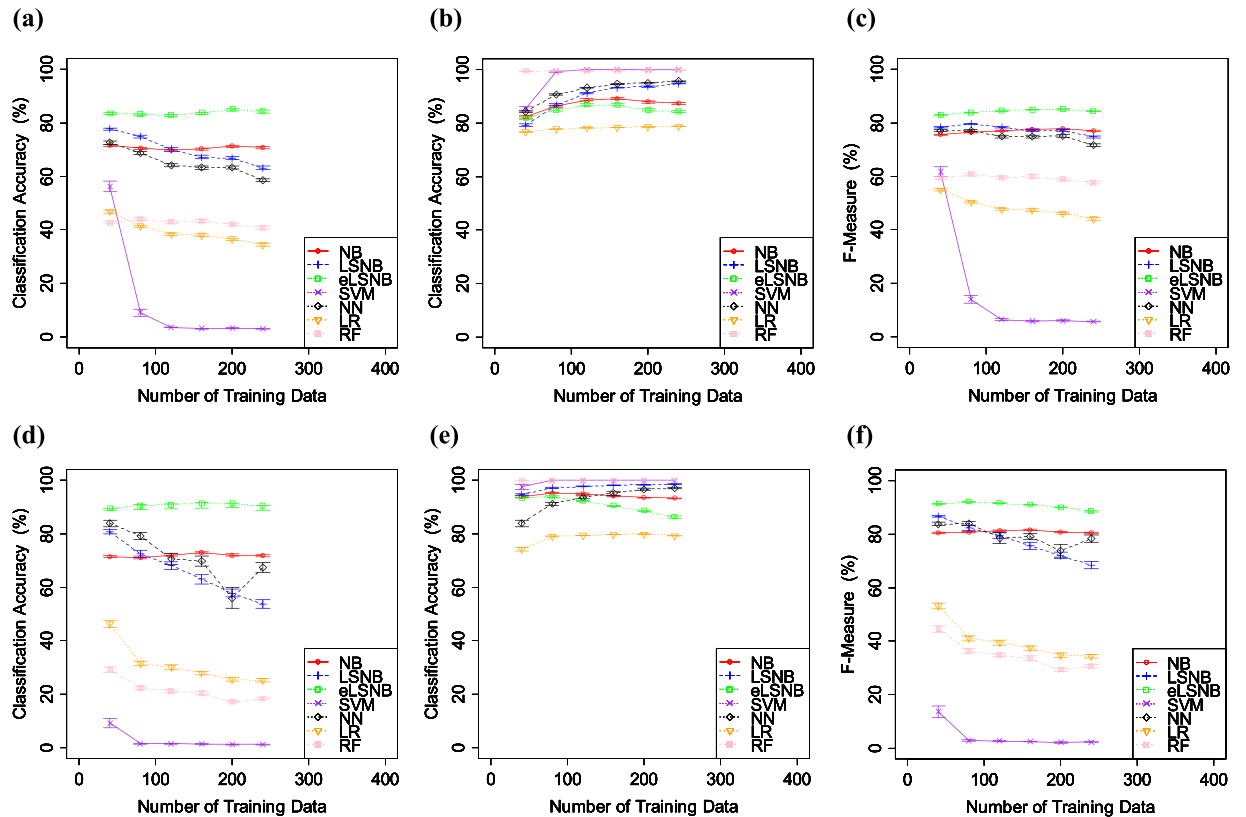 (a)
Classification Accuracy (%)
100
80
60
40
20
0
0 100 200 300 400
Number of Training Data
NB
LSNB
eLSNB
SVM
NN
LR
RF
(b)
Classification Accuracy (%)
100
80
60
40
20
0
0 100 200 300 400
Number of Training Data
NB
LSNB
eLSNB
SVM
NN
LR
RF
(c)
F-Measure (%)
100
80
60
40
20
0
0 100 200 300 400
Number of Training Data
NB
LSNB
eLSNB
SVM
NN
LR
RF
(d)
Classification Accuracy (%)
100
80
60
40
20
0
0 100 200 300 400
Number of Training Data
NB
LSNB
eLSNB
SVM
NN
LR
RF
(e)
Classification Accuracy (%)
100
80
60
40
20
0
0 100 200 300 400
Number of Training Data
NB
LSNB
eLSNB
SVM
NN
LR
RF
(f)
F-Measure (%)
100
80
60
40
20
0
0 100 200 300 400
Number of Training Data
NB
LSNB
eLSNB
SVM
NN
LR
RF